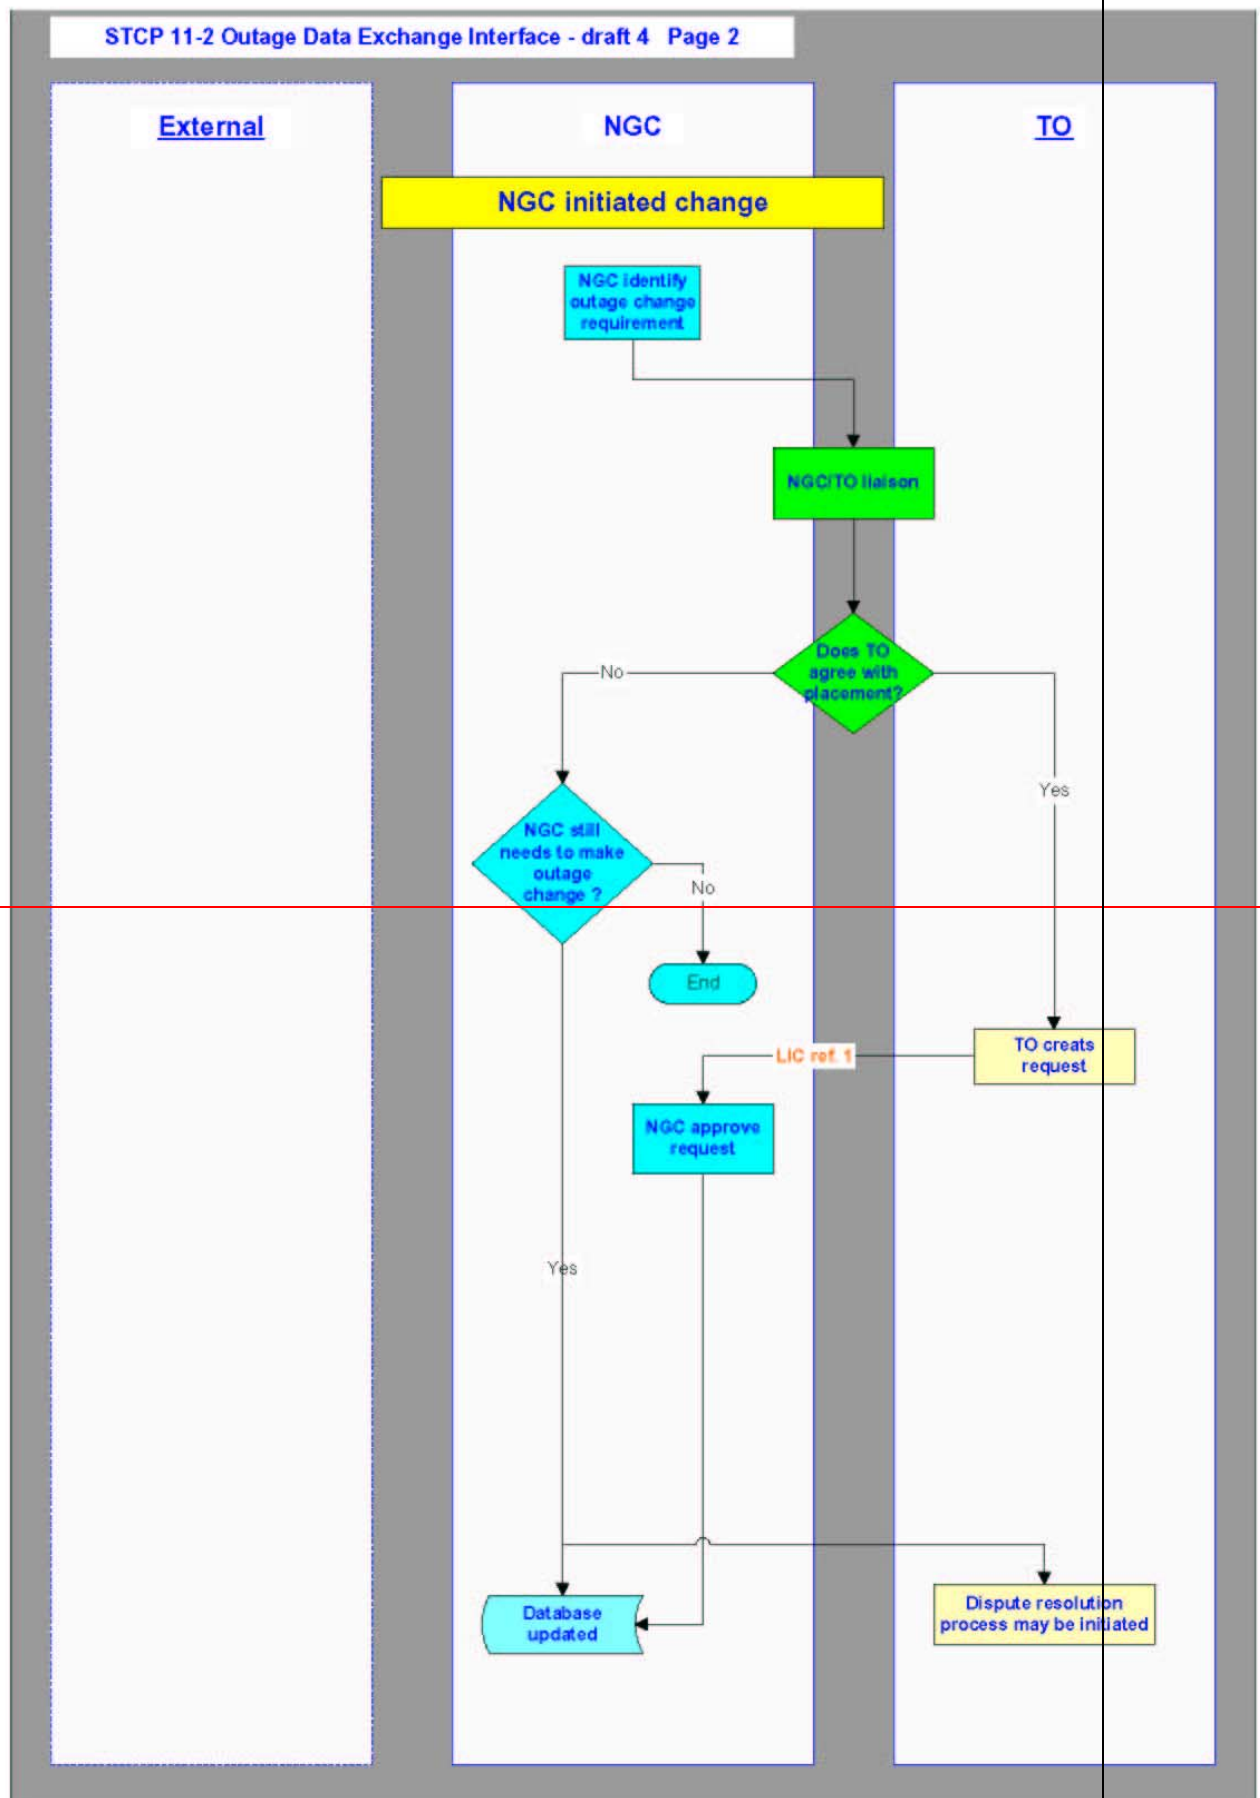 STCP 11-2 Outage Data Exchange Interface - draft 4   Page 2
External
NGC
TO
NGC initiated change
NGC identify
outage change
requirement
NGC/TO liaison
Does TO
agree with
placement?
No
Yes
NGC still
needs to make
outage
change ?
No
End
TO creats
request
LIC ref. 1
NGC approve
request
Yes
Database
updated
Dispute resolution
process may be initiated